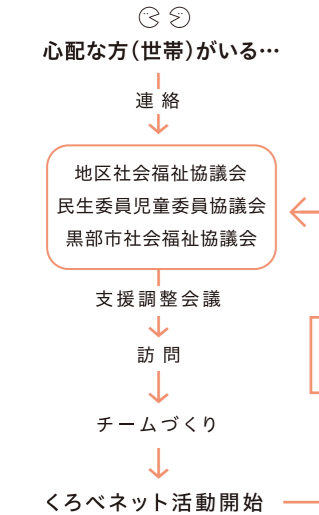 心配な方（世帯）がいる…
連絡
地区社会福祉協議会
民生委員児童委員協議会
黒部市社会福祉協議会
支援調整会議
訪問
チームづくり
くろべネット活動開始